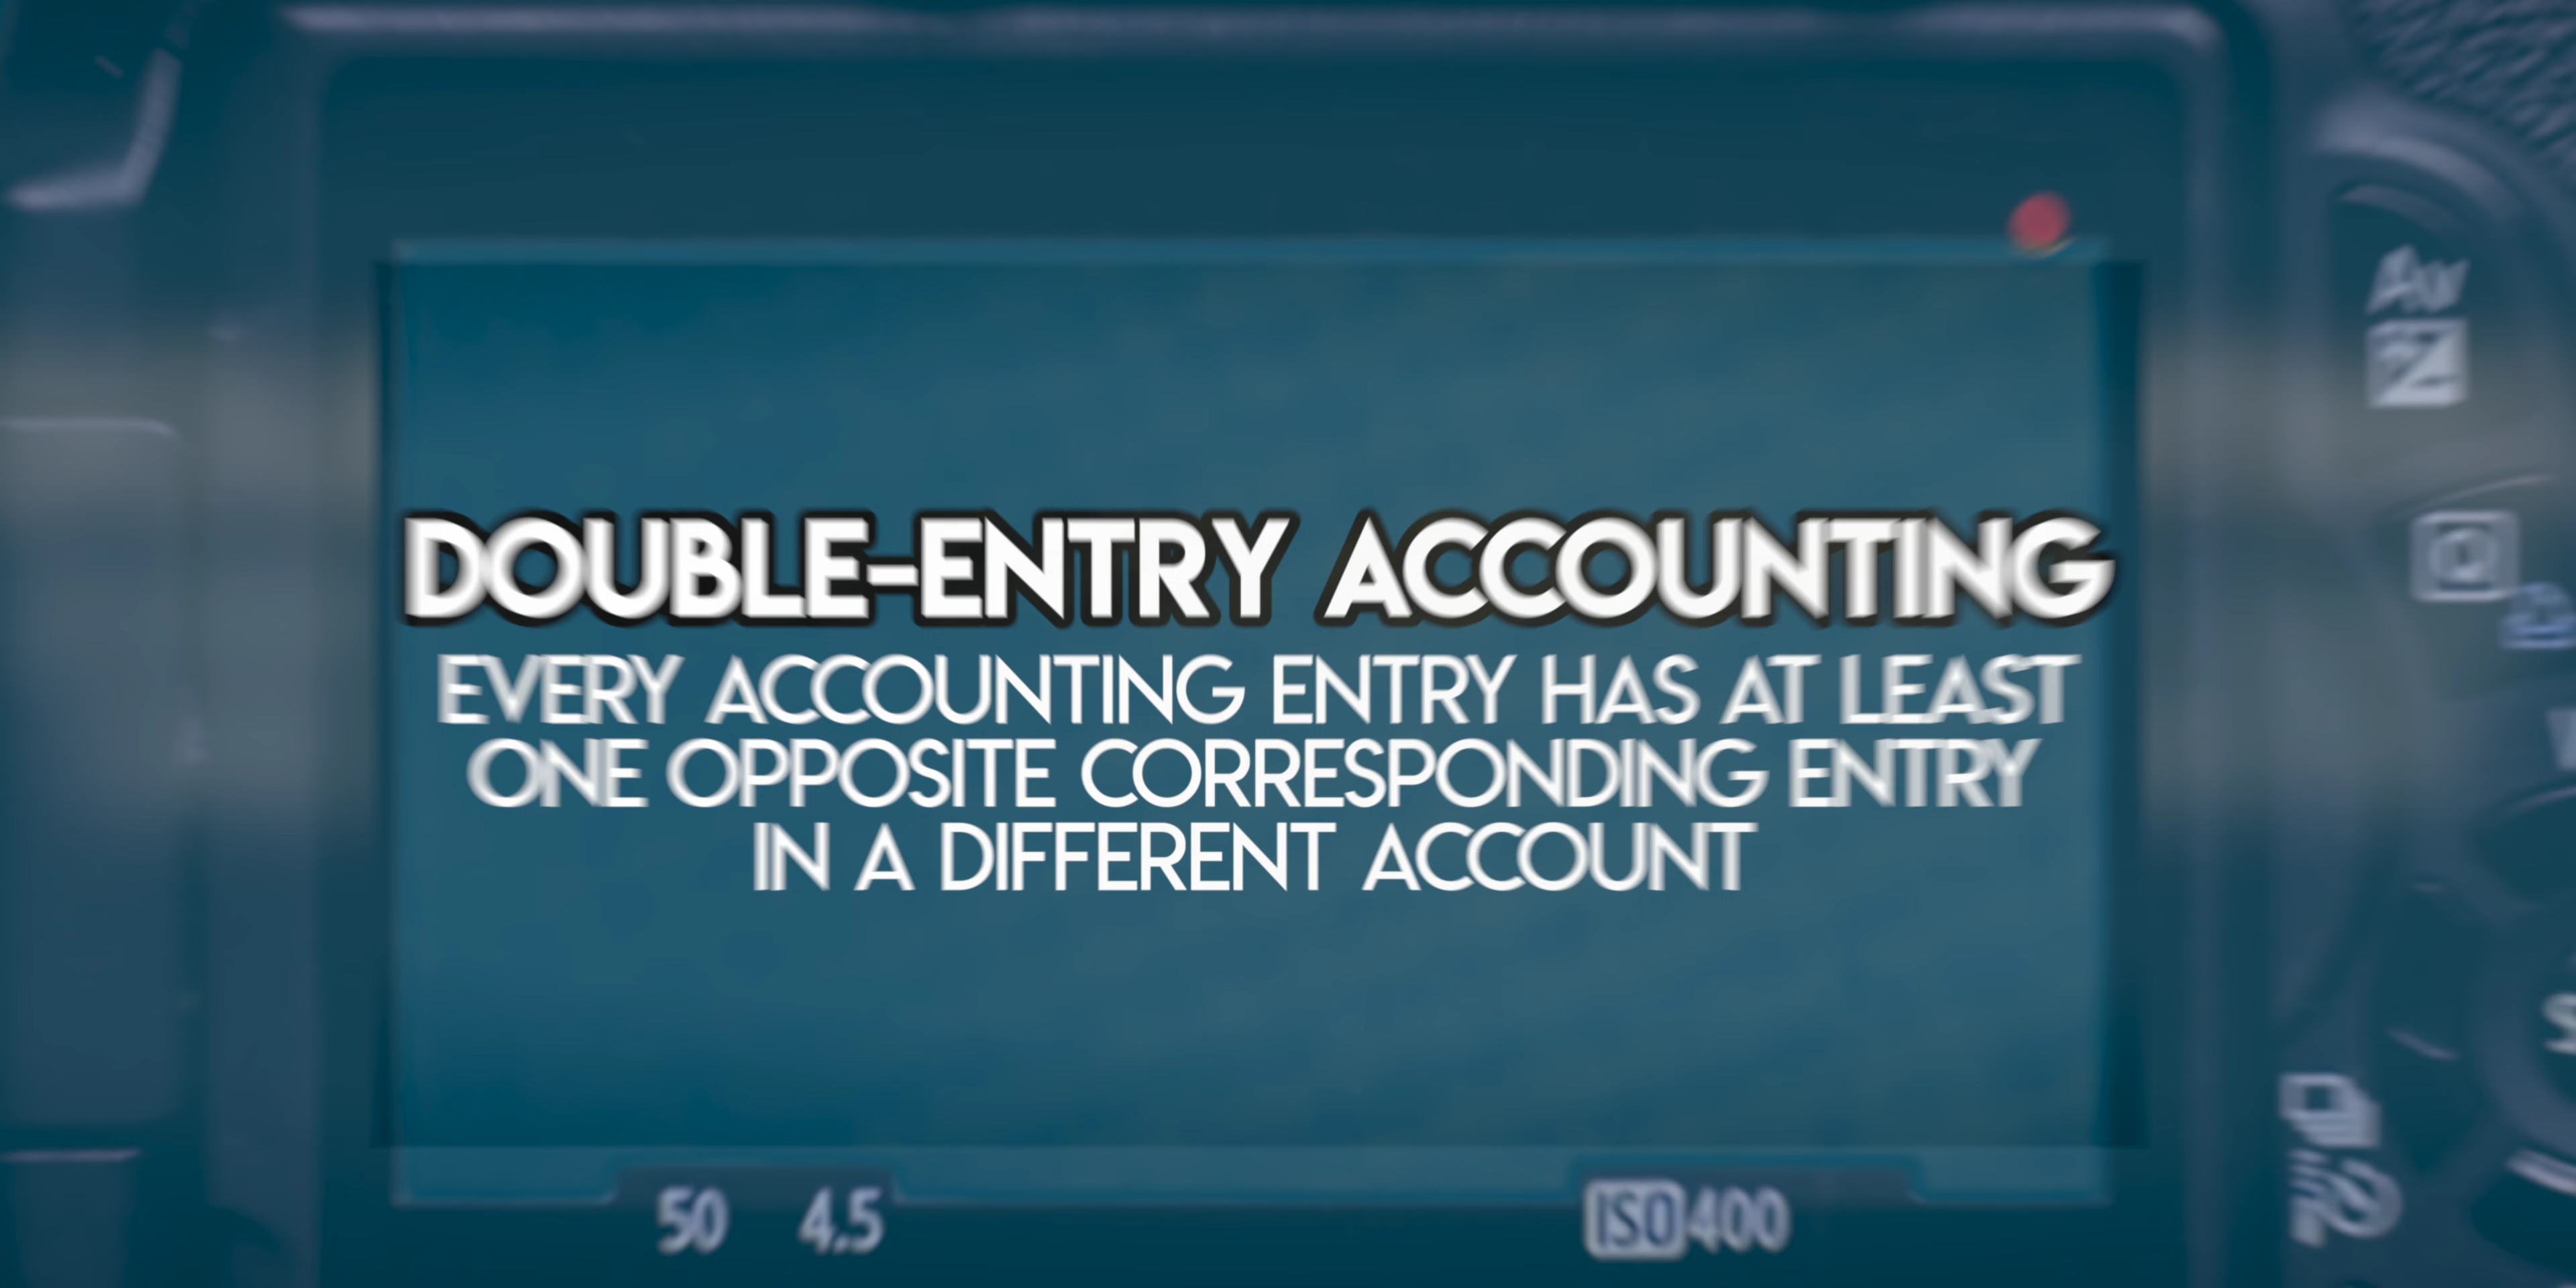 DOUBLE-ENTRY ACCOUNTING
EVERY ACCOUNTING ENTRY HAS AT LEAST
ONE OPPOSITE CORRESPONDING ENTRY
IN A DIFFERENT ACCOUNT
Av
Q
50 4.5 ISO 400